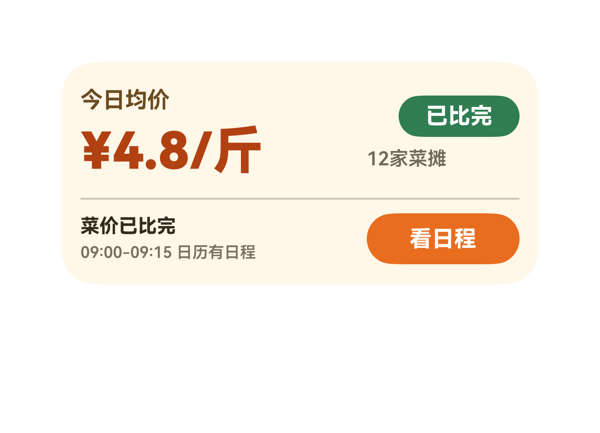 今日均价
¥4.8/斤
已比完
12家菜摊
菜价已比完
09:00-09:15 日历有日程
看日程